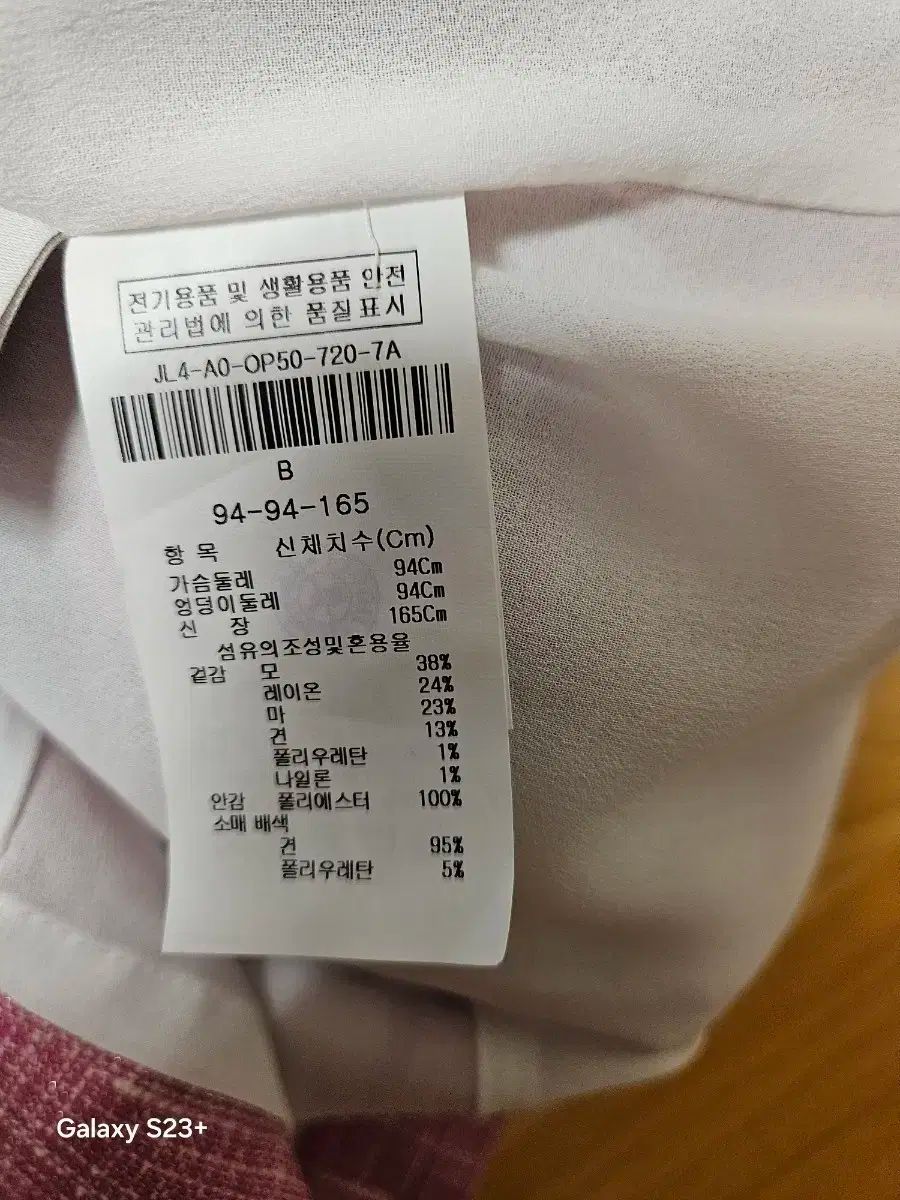 전기용품 및 생활용품 안전
관리법에 의한 품질표시
JL4-A0-OP50-720-7A
B
94-94-165
항 목 신체치수(Cm)
가슴둘레 94Cm
엉덩이둘레 94Cm
신 장 165Cm
섬유의조성및혼용율
겉감 모 38%
레이온 24%
마 23%
견 13%
폴리우레탄 1%
나일론 1%
안감 폴리에스터 100%
소매 배색
견 95%
폴리우레탄 5%
Galaxy S23+